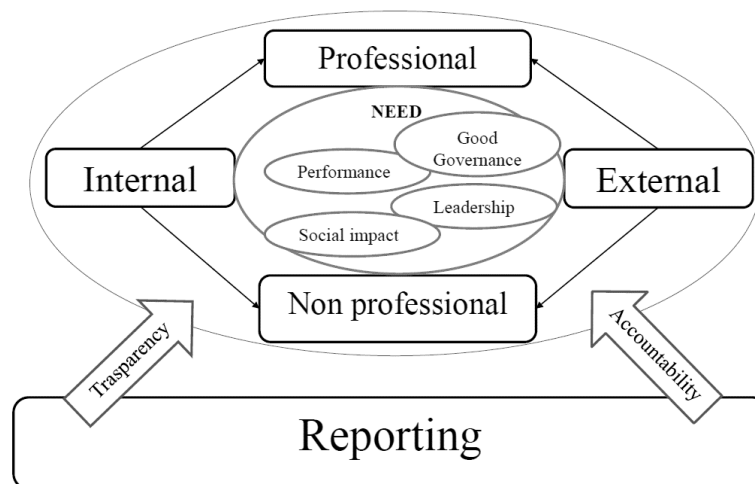 Professional
NEED
Good
Governance
Performance
Internal
External
Leadership
Social impact
Non professional
Trasparency
Accountability
Reporting